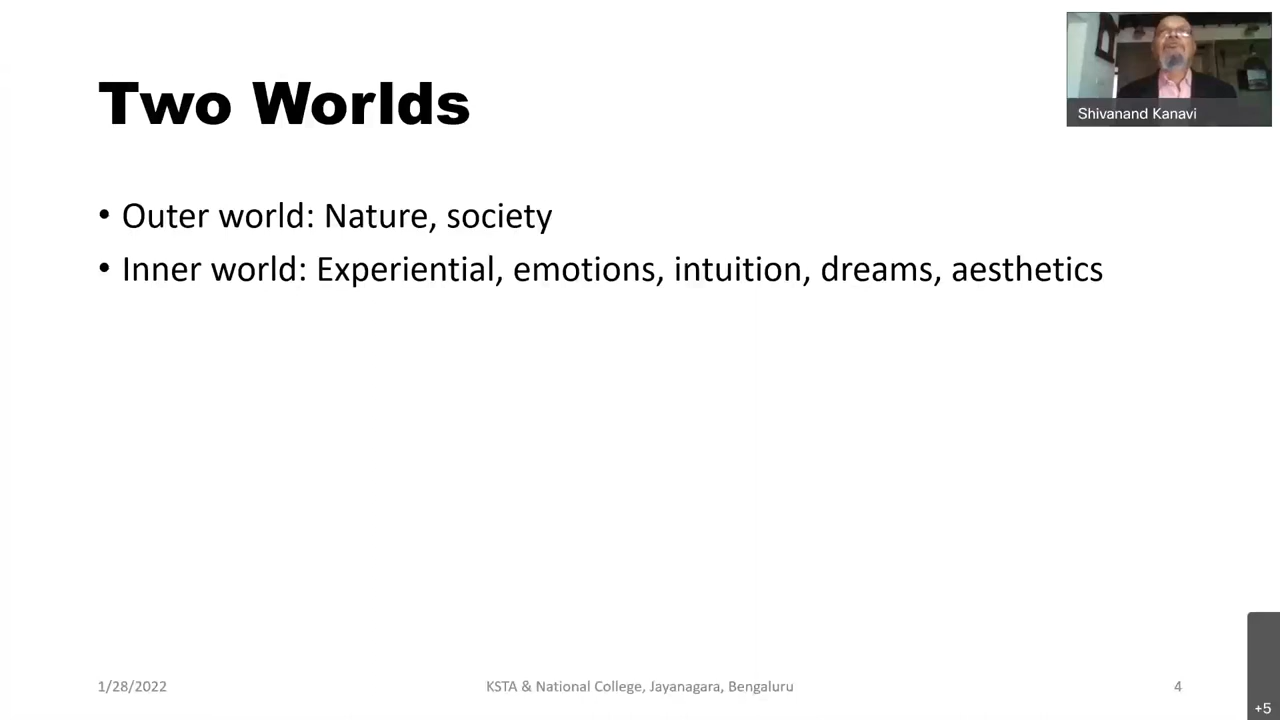 Two Worlds
Shivanand Kanavi
• Outer world: Nature, society
• Inner world: Experiential, emotions, intuition, dreams, aesthetics
1/28/2022
KSTA & National College, Jayanagara, Bengaluru
4
+5